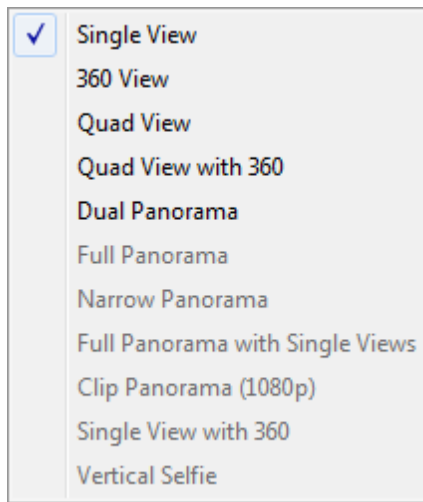 Single View
360 View
Quad View
Quad View with 360
Dual Panorama
Full Panorama
Narrow Panorama
Full Panorama with Single Views
Clip Panorama (1080p)
Single View with 360
Vertical Selfie